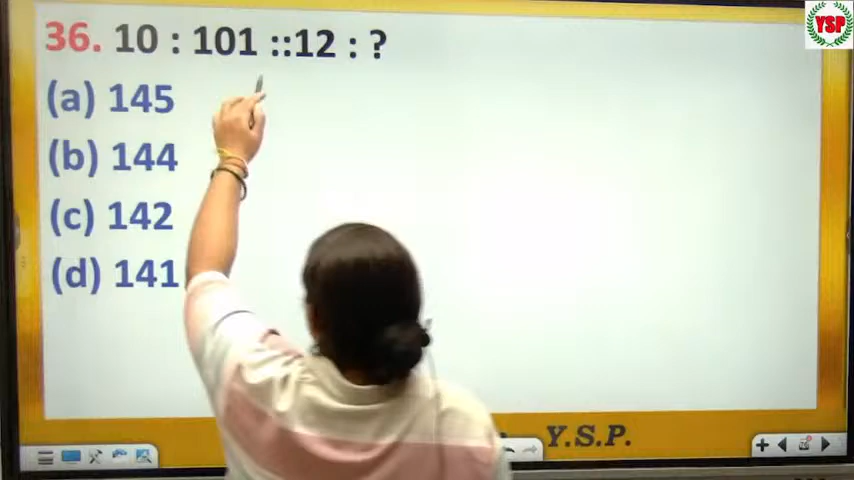 YSP
36. 10 : 101 ::12 : ?
(a) 145
(b) 144
(c) 142
(d) 141
Y.S.P.